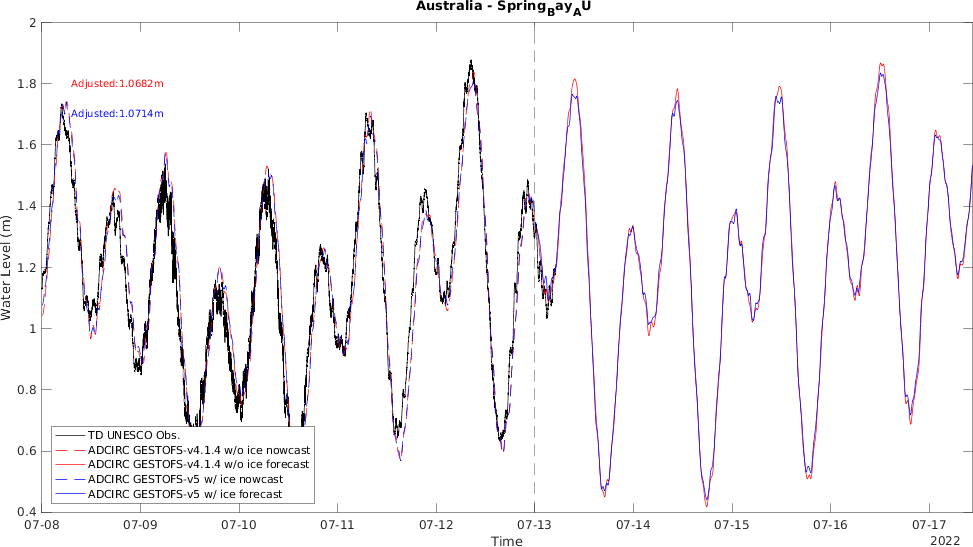 Australia - SpringBayAU
2
1.8
1.6
1.4
1.2
1
0.8
0.6
0.4
Water Level (m)
Adjusted:1.0682m
Adjusted:1.0714m
TD UNESCO Obs.
ADCIRC GESTOFS-v4.1.4 w/o ice nowcast
ADCIRC GESTOFS-v4.1.4 w/o ice forecast
ADCIRC GESTOFS-v5 w/ ice nowcast
ADCIRC GESTOFS-v5 w/ ice forecast
07-08 07-09 07-10 07-11 07-12 07-13 07-14 07-15 07-16 07-17
Time
2022